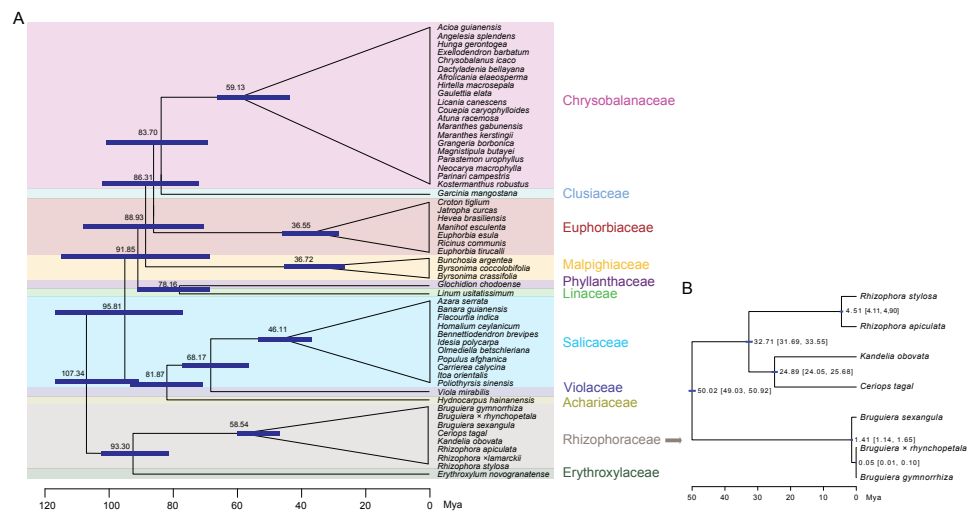 A
Acioa guianensis
Angelesia splendens
Hunga gerontogea
Exellodendron barbatum
Chrysobalanus icaco
Dactyladenia bellayana
Afrolicania elaeosperma
Hirtella macrosepala
Gaulettia elata
Licania canescens
Couepia caryophylloides
Atuna racemosa
Maranthes gabunensis
Maranthes kerstingii
Grangeria borbonica
Magnistipula butayei
Parastemon urophyllus
Neocarya macrophylla
Parinari campestris
Kostermanthus robustus
Garcinia mangostana
Croton tiglium
Jatropha curcas
Hevea brasiliensis
Manihot esculenta
Euphorbia esula
Ricinus communis
Euphorbia tirucalli
Bunchosia argentea
Byrsonima coccolobifolia
Byrsonima crassifolia
Glochidion chodoense
Linum usitatissimum
Azara serrata
Banara guianensis
Flacourtia indica
Homalium ceylanicum
Bennettiodendron brevipes
Idesia polycarpa
Olmediella betschleriana
Populus afghanica
Carrierea calycina
Itoa orientalis
Poliothyrsis sinensis
Viola mirabilis
Hydnocarpus hainanensis
Bruguiera gymnorrhiza
Bruguiera × rhynchopetala
Bruguiera sexangula
Ceriops tagal
Kandelia obovata
Rhizophora apiculata
Rhizophora ×lamarckii
Rhizophora stylosa
Erythroxylum novogranatense
59.13
83.70
86.31
88.93
36.55
91.85
36.72
78.16
95.81
46.11
68.17
107.34
81.87
58.54
93.30
120
100
80
60
40
20
0
Mya
Chrysobalanaceae
Clusiaceae
Euphorbiaceae
Malpighiaceae
Phyllanthaceae
Linaceae
Salicaceae
Violaceae
Achariaceae
Rhizophoraceae
Erythroxylaceae
B
Rhizophora stylosa
4.51 [4.11, 4.90]
Rhizophora apiculata
32.71 [31.69, 33.55]
Kandelia obovata
24.89 [24.05, 25.68]
Ceriops tagal
50.02 [49.03, 50.92]
Bruguiera sexangula
1.41 [1.14, 1.65]
Bruguiera × rhynchopetala
0.05 [0.01, 0.10]
Bruguiera gymnorrhiza
50
40
30
20
10
0
Mya